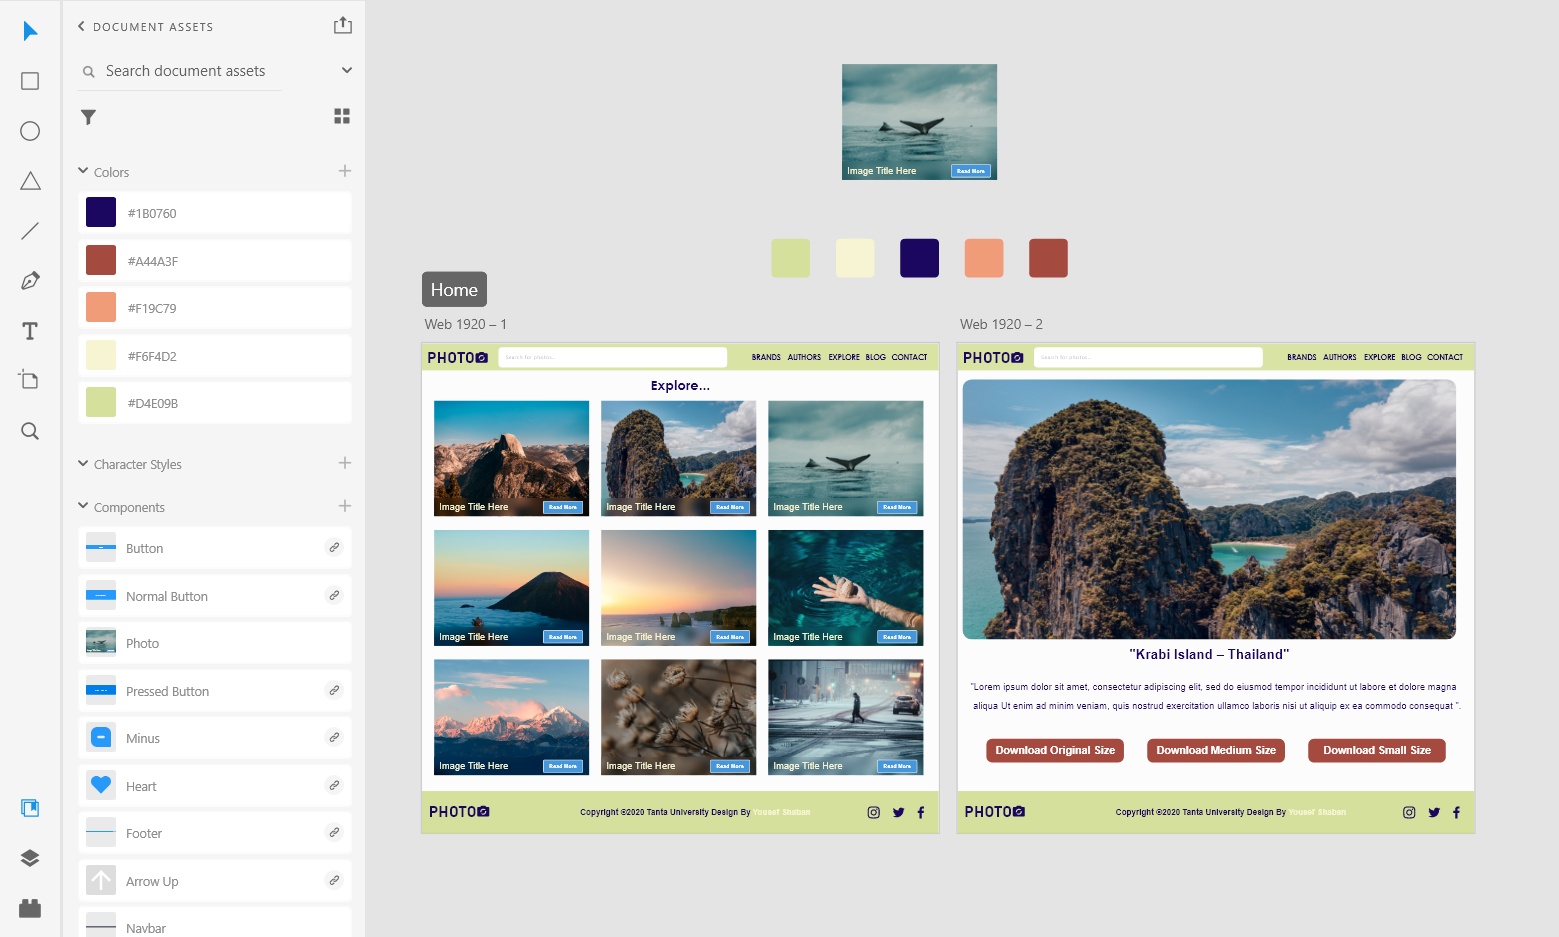 DOCUMENT ASSETS
Search document assets
Colors
#1B0760
#A44A3F
#F19C79
#F6F4D2
#D4E09B
Character Styles
Components
Button
Normal Button
Photo
Pressed Button
Minus
Heart
Footer
Arrow Up
Navbar
Image Title Here Read More
Home
Web 1920 – 1
PHOTO Search for photos... BRANDS AUTHORS EXPLORE BLOG CONTACT
Explore...
Image Title Here Read More Image Title Here Read More Image Title Here Read More
Image Title Here Read More Image Title Here Read More Image Title Here Read More
Image Title Here Read More Image Title Here Read More Image Title Here Read More
PHOTO Copyright ©2020 Tanta University Design By Yousef Shaban
Web 1920 – 2
PHOTO Search for photos... BRANDS AUTHORS EXPLORE BLOG CONTACT
"Krabi Island – Thailand"
"Lorem ipsum dolor sit amet, consectetur adipiscing elit, sed do eiusmod tempor incididunt ut labore et dolore magna
aliqua Ut enim ad minim veniam, quis nostrud exercitation ullamco laboris nisi ut aliquip ex ea commodo consequat ".
Download Original Size Download Medium Size Download Small Size
PHOTO Copyright ©2020 Tanta University Design By Yousef Shaban